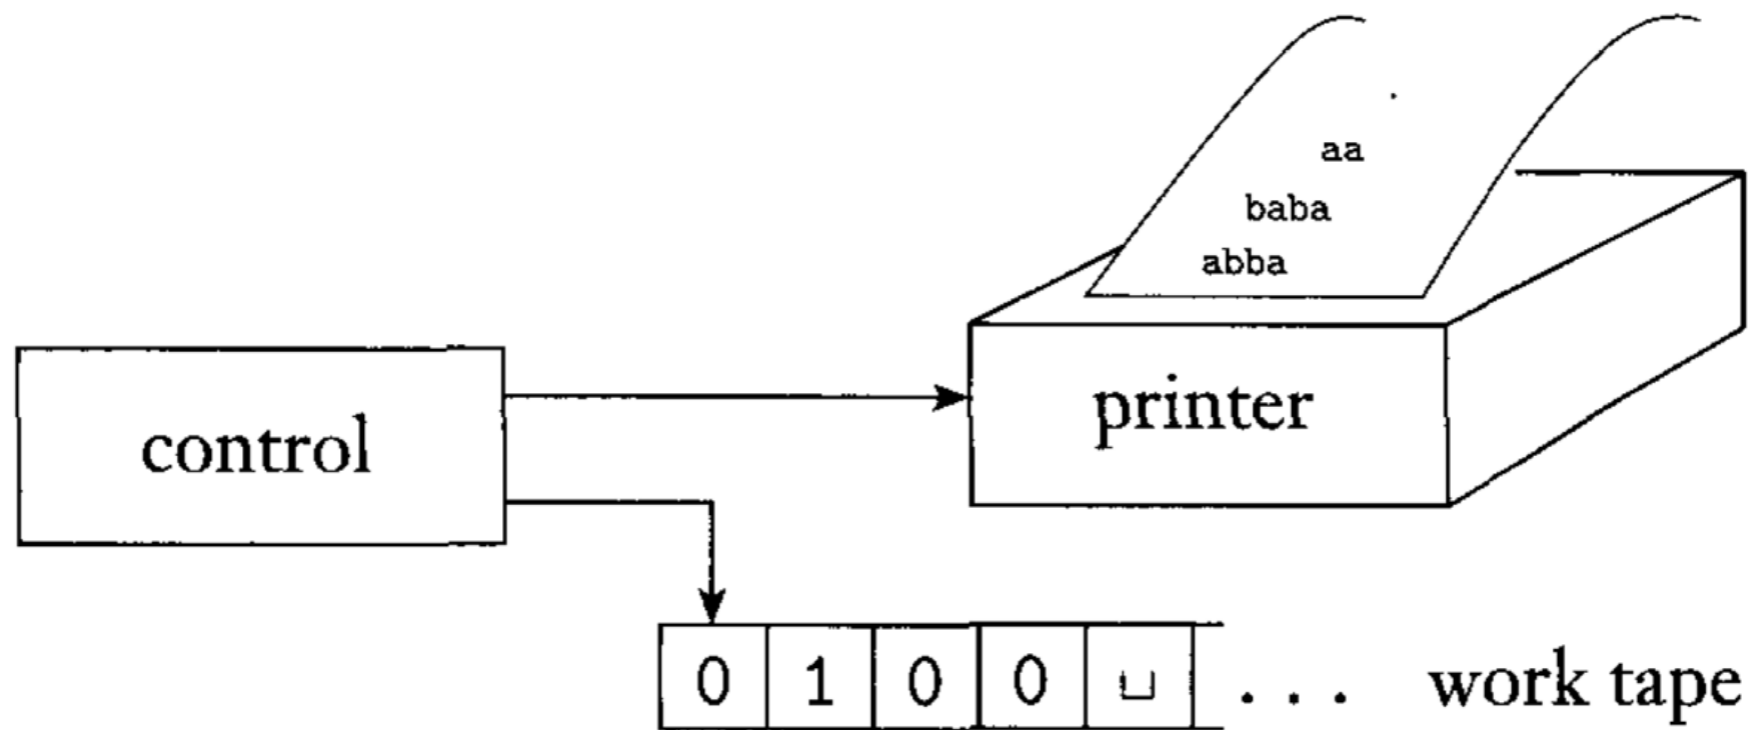 aa
baba
abba
control
printer
0 1 0 0 ␣ . . . work tape